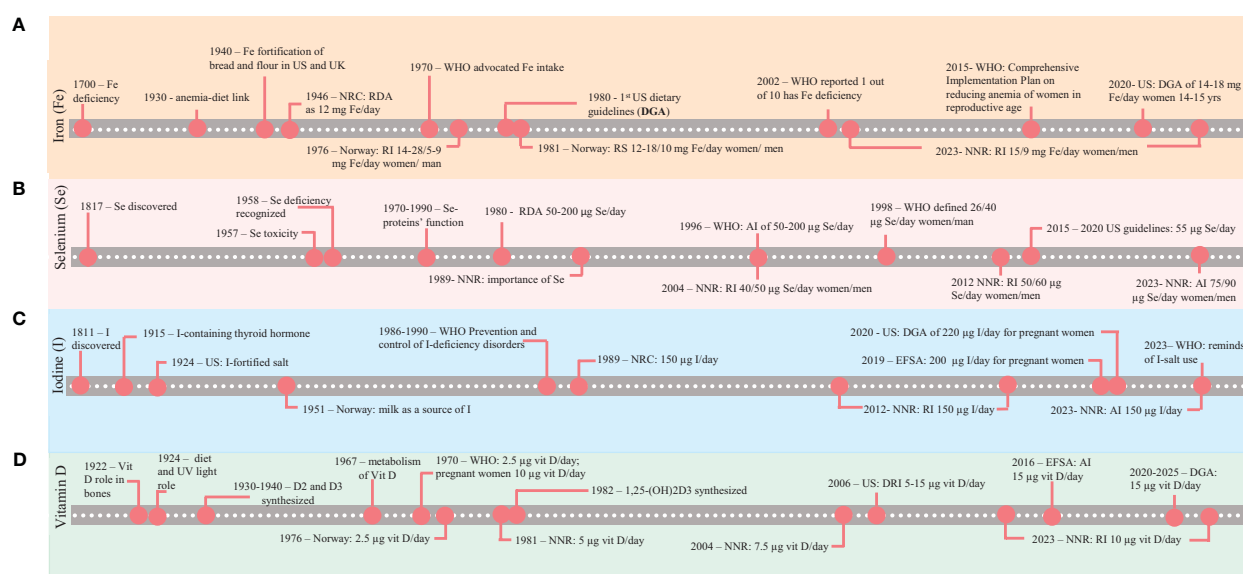 A
Iron (Fe)
1700 – Fe
deficiency
1930 - anemia-diet link
1940 – Fe fortification of
bread and flour in US and UK
1946 – NRC: RDA
as 12 mg Fe/day
1970 – WHO advocated Fe intake
1976 – Norway: RI 14-28/5-9
mg Fe/day women/ man
1980 - 1st US dietary
guidelines (DGA)
1981 – Norway: RS 12-18/10 mg Fe/day women/ men
2002 – WHO reported 1 out
of 10 has Fe deficiency
2015- WHO: Comprehensive
Implementation Plan on
reducing anemia of women in
reproductive age
2023- NNR: RI 15/9 mg Fe/day women/men
2020- US: DGA of 14-18 mg
Fe/day women 14-15 yrs
B
Selenium (Se)
1817 – Se discovered
1958 – Se deficiency
recognized
1957 – Se toxicity
1970-1990 – Se-
proteins' function
1980 - RDA 50-200 µg Se/day
1989- NNR: importance of Se
1996 – WHO: AI of 50-200 µg Se/day
2004 – NNR: RI 40/50 µg Se/day women/men
1998 – WHO defined 26/40
µg Se/day women/man
2012 NNR: RI 50/60 µg
Se/day women/men
2015 – 2020 US guidelines: 55 µg Se/day
2023- NNR: AI 75/90
µg Se/day women/men
C
Iodine (I)
1811 – I
discovered
1915 – I-containing thyroid hormone
1924 – US: I-fortified salt
1951 – Norway: milk as a source of I
1986-1990 – WHO Prevention and
control of I-deficiency disorders
1989 – NRC: 150 µg I/day
2012- NNR: RI 150 µg I/day
2020 - US: DGA of 220 µg I/day for pregnant women
2019 – EFSA: 200 µg I/day for pregnant women
2023- NNR: AI 150 µg I/day
2023– WHO: reminds
of I-salt use
D
Vitamin D
1922 – Vit
D role in
bones
1924 – diet
and UV light
role
1930-1940 – D2 and D3
synthesized
1967 – metabolism
of Vit D
1970 – WHO: 2.5 µg vit D/day;
pregnant women 10 µg vit D/day
1976 – Norway: 2.5 µg vit D/day
1982 – 1,25-(OH)2D3 synthesized
1981 – NNR: 5 µg vit D/day
2004 – NNR: 7.5 µg vit D/day
2006 – US: DRI 5-15 µg vit D/day
2016 – EFSA: AI
15 µg vit D/day
2023 – NNR: RI 10 µg vit D/day
2020-2025 – DGA:
15 µg vit D/day